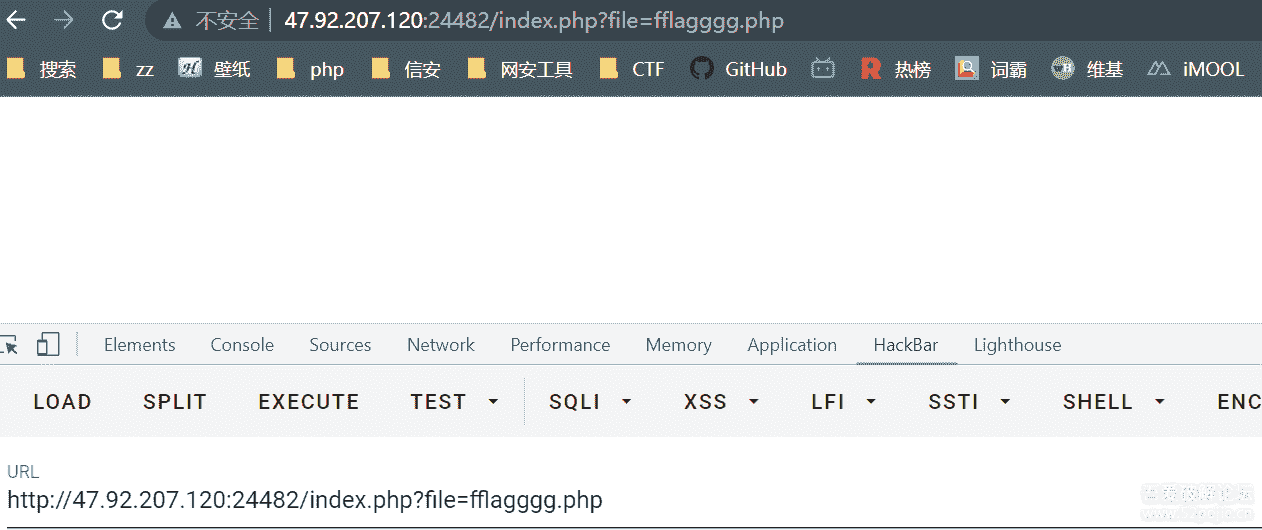 不安全 47.92.207.120:24482/index.php?file=fflagggg.php
搜索 zz 壁纸 php 信安 网安工具 CTF GitHub R 热榜 词霸 维基 iMOOL
Elements Console Sources Network Performance Memory Application HackBar Lighthouse
LOAD SPLIT EXECUTE TEST SQLI XSS LFI SSTI SHELL ENC
URL
http://47.92.207.120:24482/index.php?file=fflagggg.php